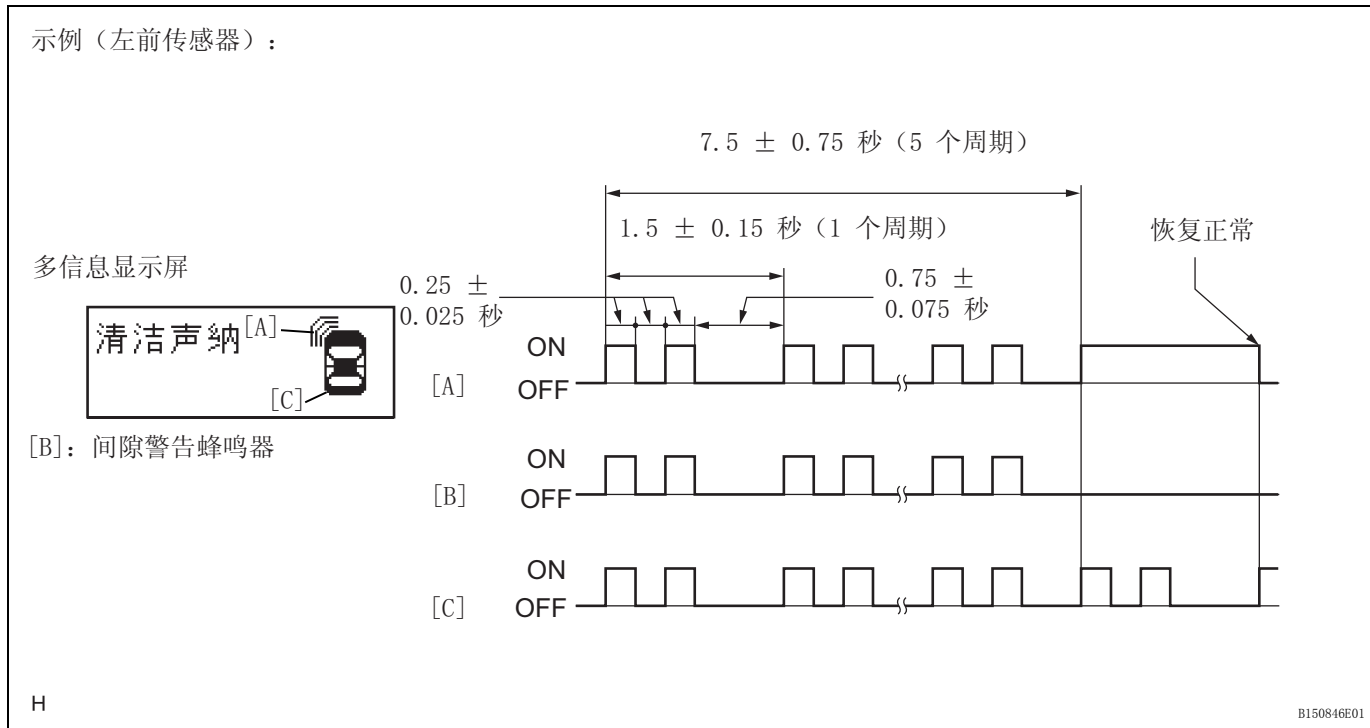 示例（左前传感器）：
7.5 ± 0.75 秒（5 个周期）
1.5 ± 0.15 秒（1 个周期）
恢复正常
多信息显示屏
0.25 ±
0.025 秒
0.75 ±
0.075 秒
清洁声纳
[A]
[C]
[B]：间隙警告蜂鸣器
[A]
ON
OFF
[B]
ON
OFF
[C]
ON
OFF
H
B150846E01